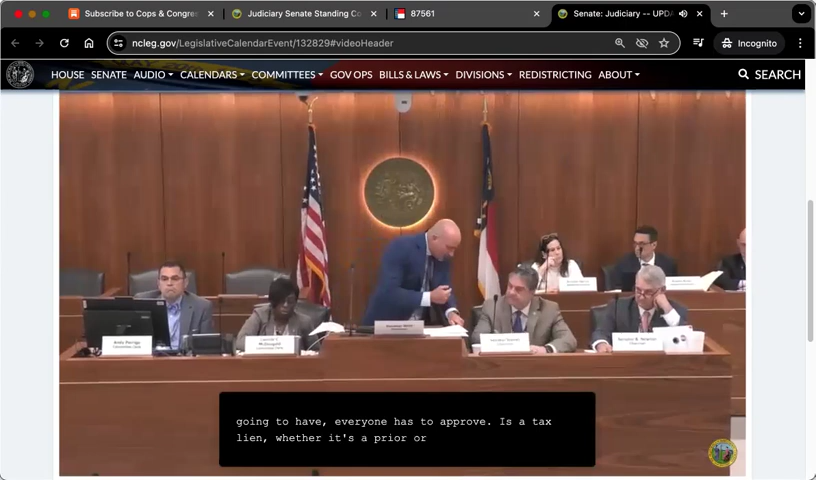 Subscribe to Cops & Congre
Judiciary Senate Standing Co
87561
Senate: Judiciary -- UPDA
ncleg.gov/LegislativeCalendarEvent/132829#videoHeader
Incognito
HOUSE SENATE AUDIO CALENDARS COMMITTEES GOV OPS BILLS & LAWS DIVISIONS REDISTRICTING ABOUT SEARCH
going to have, everyone has to approve. Is a tax
lien, whether it's a prior or